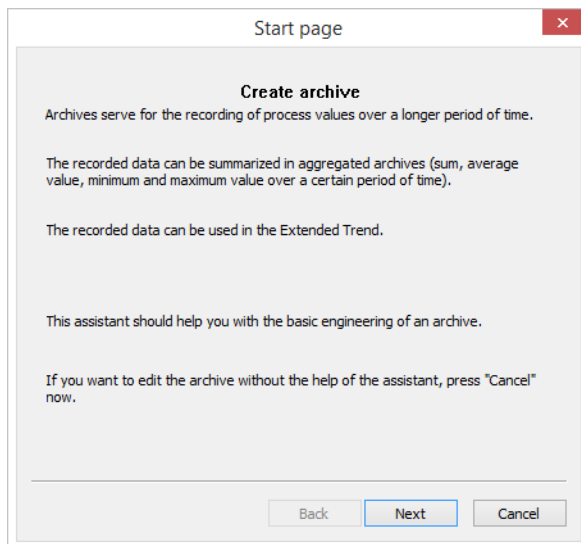 Start page
Create archive
Archives serve for the recording of process values over a longer period of time.
The recorded data can be summarized in aggregated archives (sum, average
value, minimum and maximum value over a certain period of time).
The recorded data can be used in the Extended Trend.
This assistant should help you with the basic engineering of an archive.
If you want to edit the archive without the help of the assistant, press "Cancel"
now.
Back Next Cancel